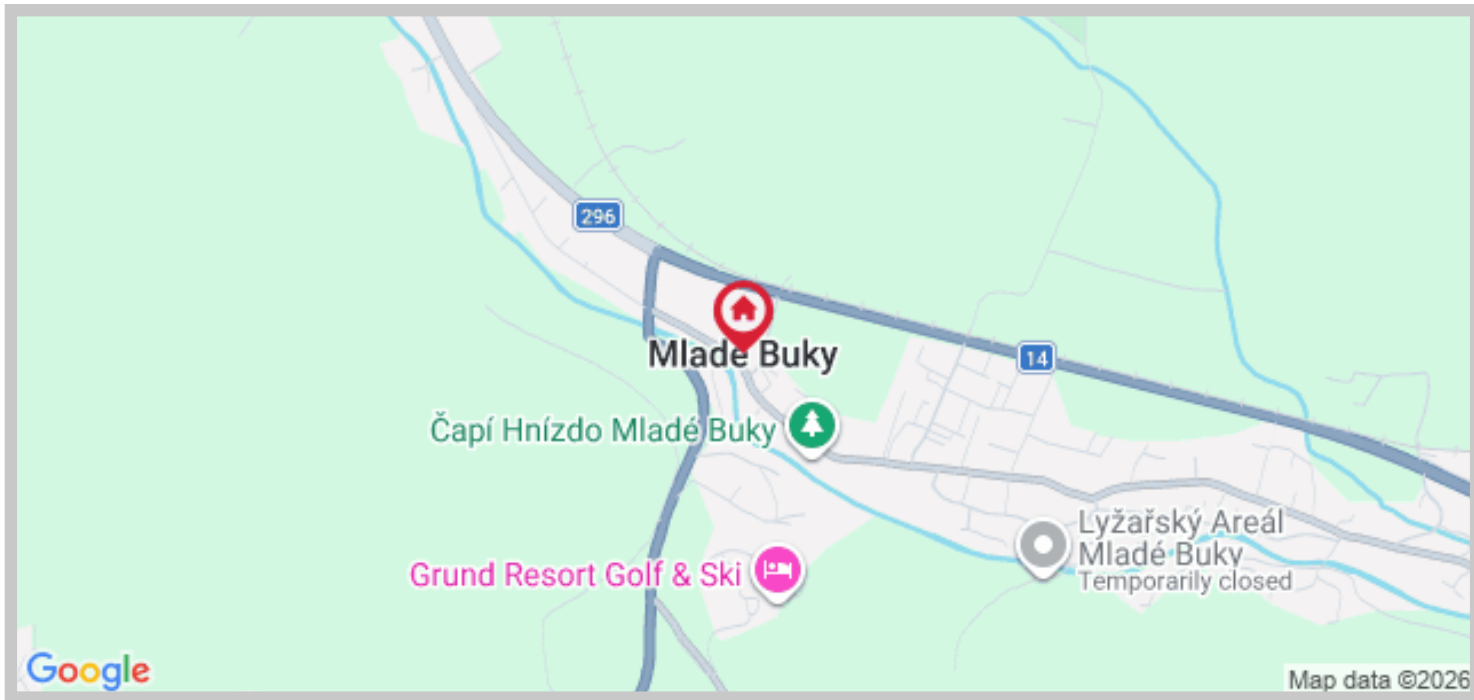 296
Mladé Buky
14
Čapí Hnízdo Mladé Buky
Lyžařský Areál
Mladé Buky
Temporarily closed
Grund Resort Golf & Ski
Google
Map data ©2026